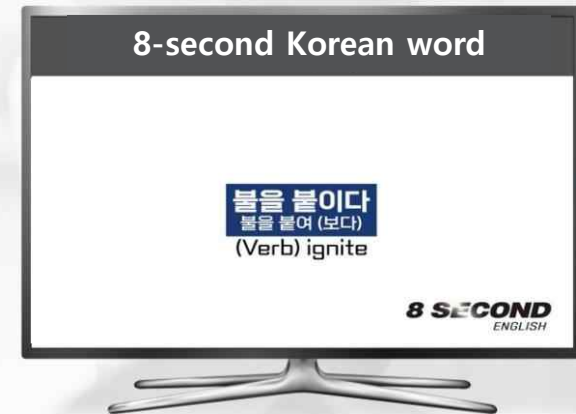 8-second Korean word
불을 붙이다
불을 붙여 (보다)
(Verb) ignite
8 SECOND
ENGLISH